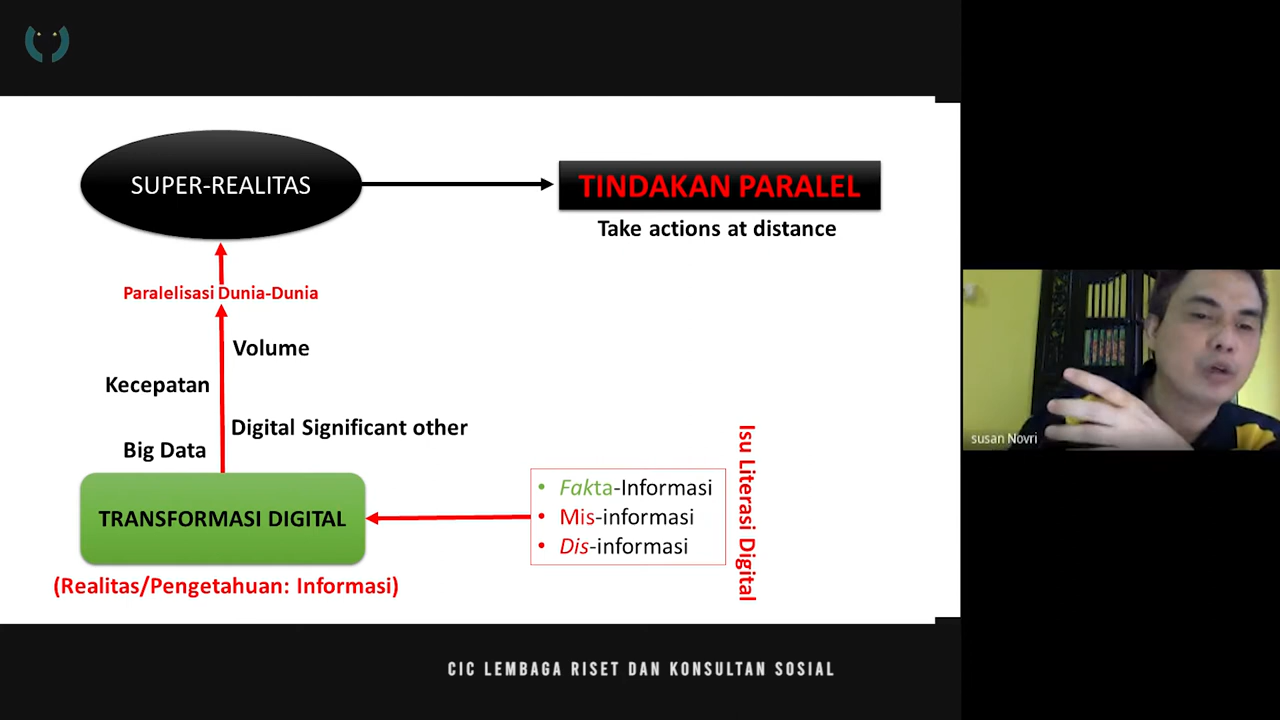 SUPER-REALITAS
TINDAKAN PARALEL
Take actions at distance
Paralelisasi Dunia-Dunia
Volume
Kecepatan
Digital Significant other
Big Data
TRANSFORMASI DIGITAL
(Realitas/Pengetahuan: Informasi)
• Fakta-Informasi
• Mis-informasi
• Dis-informasi
Isu Literasi Digital
susan Novri
CIC LEMBAGA RISET DAN KONSULTAN SOSIAL